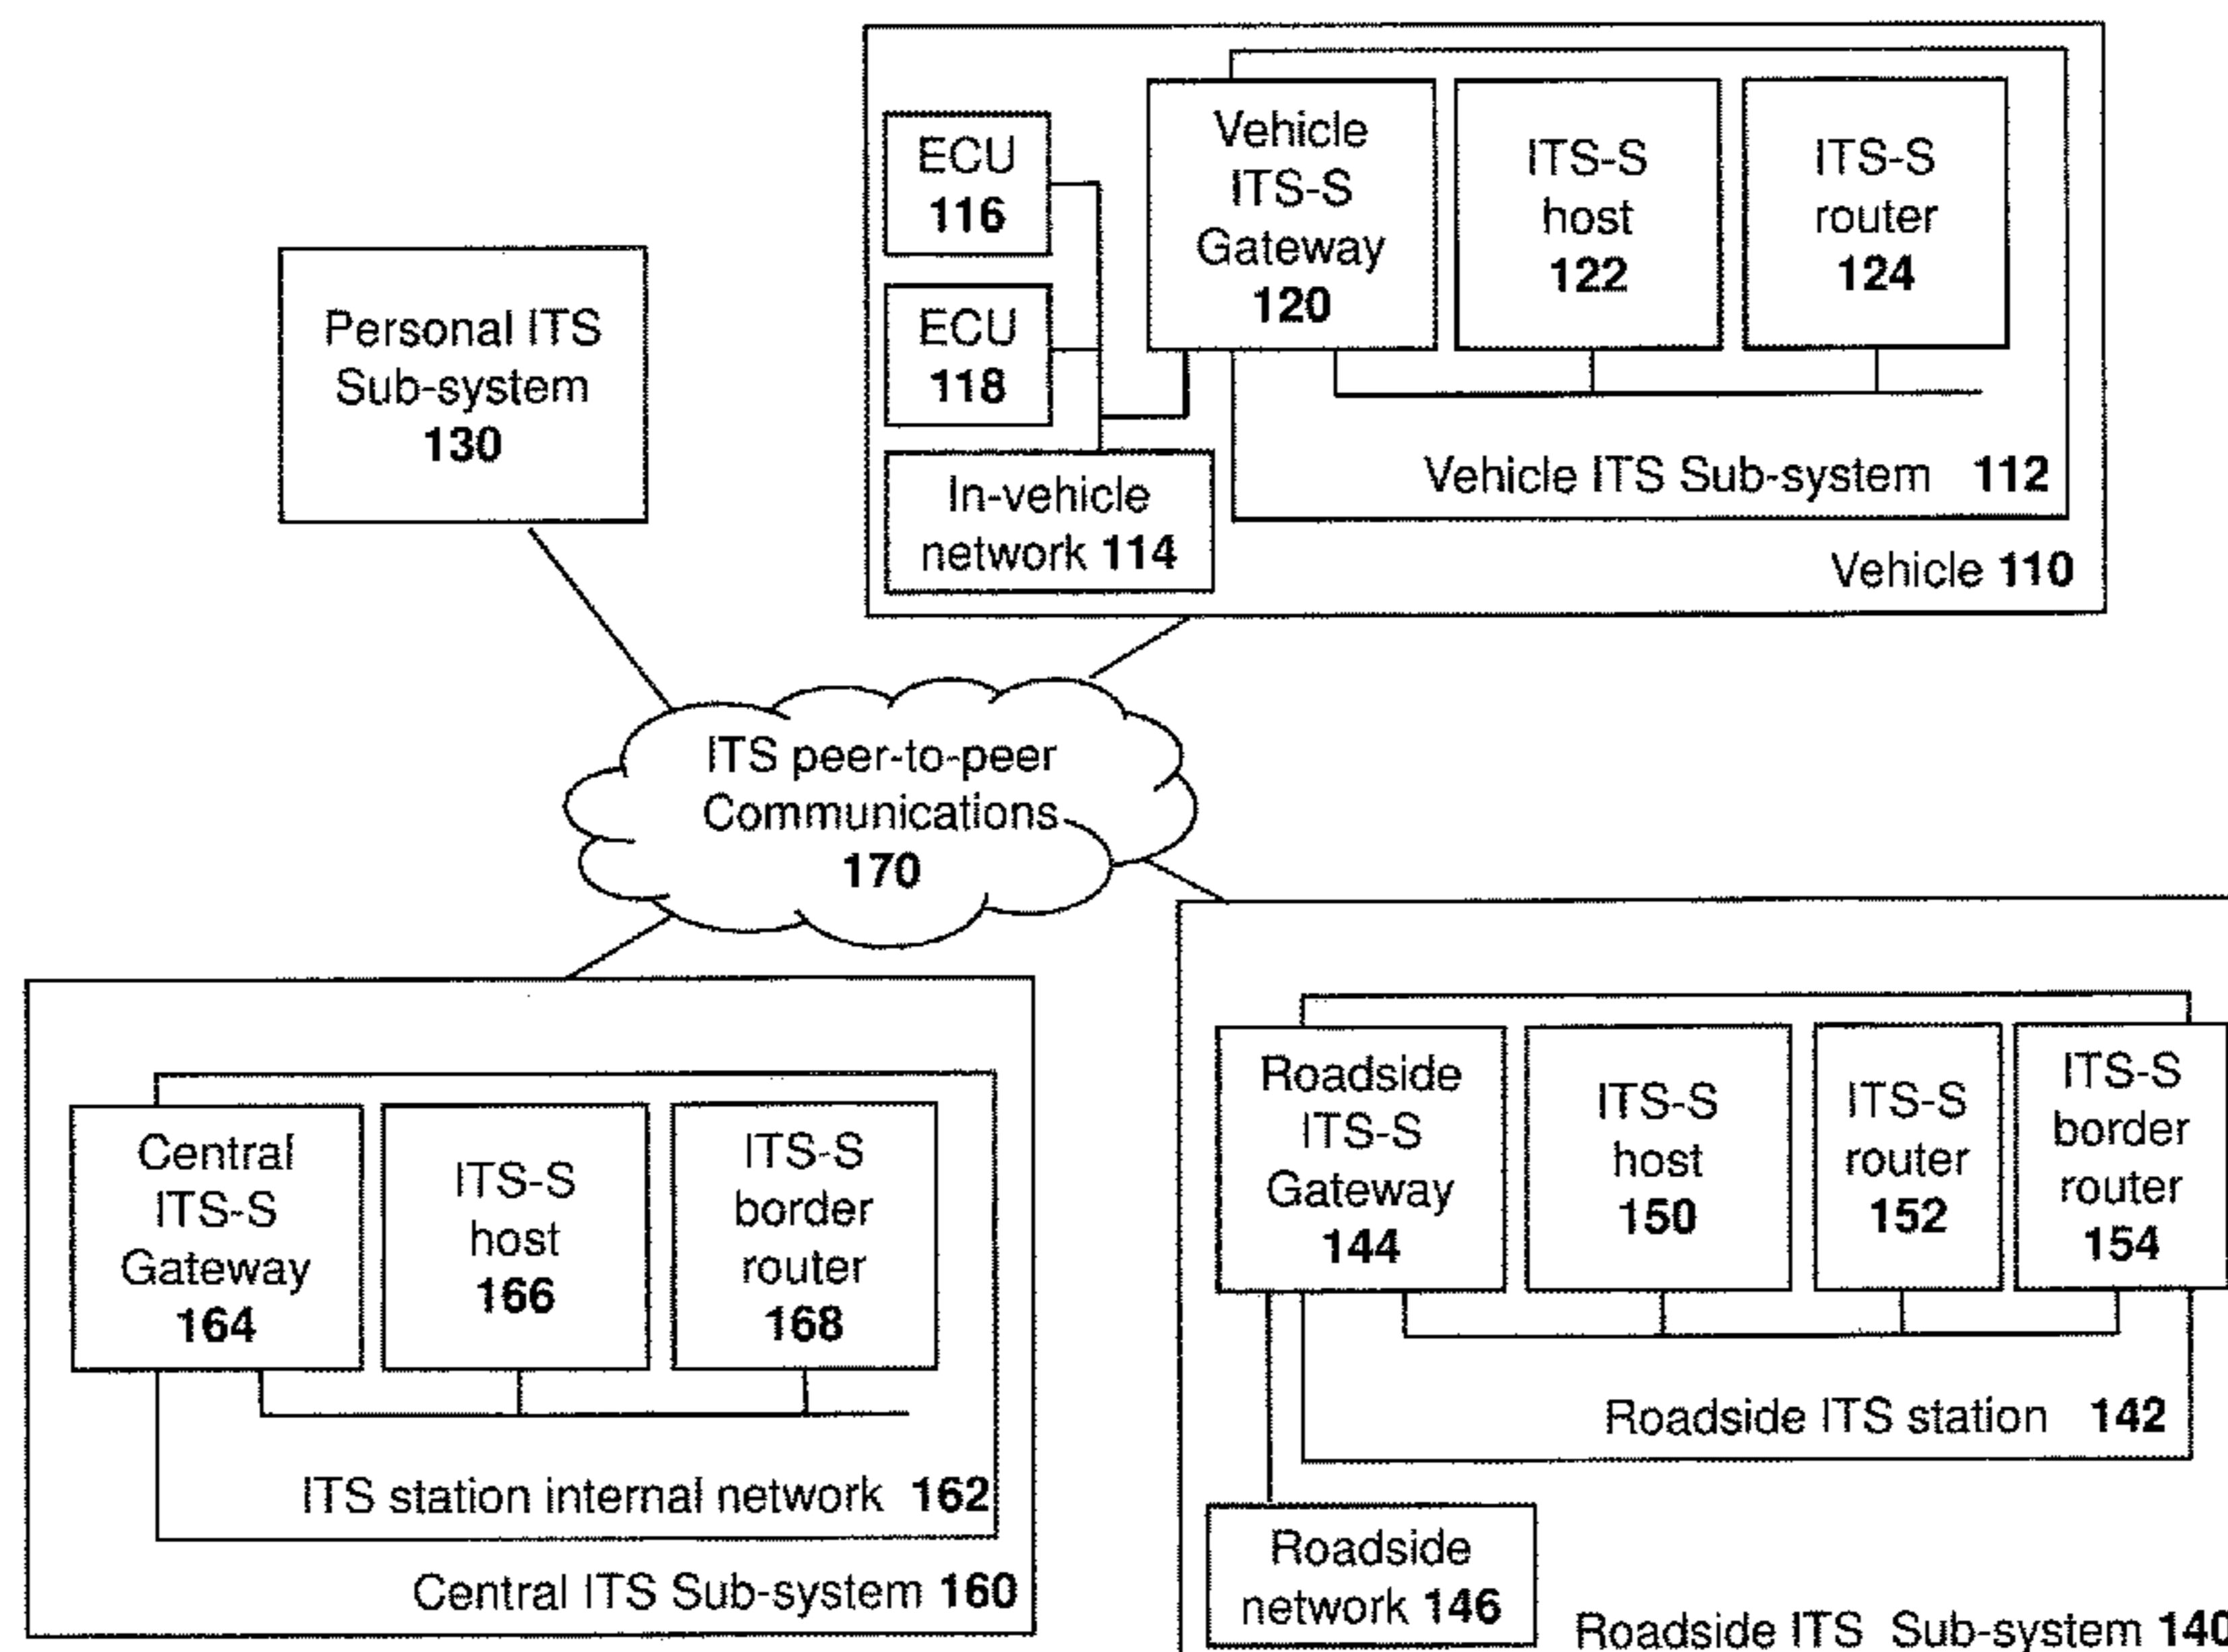 ECU
116
ECU
118
Vehicle
ITS-S
Gateway
120
ITS-S
host
122
ITS-S
router
124
Vehicle ITS Sub-system 112
In-vehicle
network 114
Vehicle 110
Personal ITS
Sub-system
130
ITS peer-to-peer
Communications
170
Central
ITS-S
Gateway
164
ITS-S
host
166
ITS-S
border
router
168
ITS station internal network 162
Central ITS Sub-system 160
Roadside
ITS-S
Gateway
144
ITS-S
host
150
ITS-S
router
152
ITS-S
border
router
154
Roadside ITS station 142
Roadside
network 146
Roadside ITS Sub-system 140